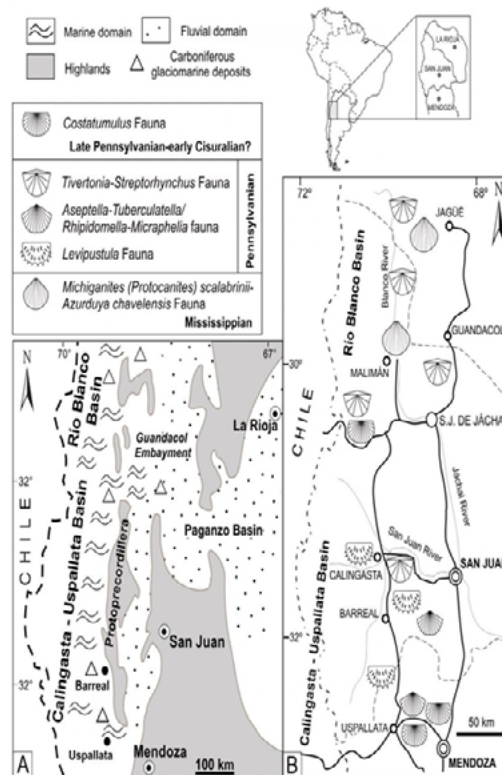 Marine domain
Fluvial domain
Highlands
Carboniferous
glaciomarine deposits
Costatumulus Fauna
Late Pennsylvanian-early Cisuralian?
Tivertonia-Streptorhynchus Fauna
Aseptella-Tuberculatella/
Rhipidomella-Micraphelia fauna
Levipustula Fauna
Pennsylvanian
Michiganites (Protocanites) scalabrinii-
Azurduya chavelensis Fauna
Mississippian
LA RIOJA
SAN JUAN
MENDOZA
N
70
67
Río Blanco
Basin
La Rioja
Guandacol
Embayment
32°
Paganzo Basin
CHILE
Calingasta - Uspallata Basin
Protoprecordillera
San Juan
32°
Barreal
Uspallata
Mendoza
100 km
A
72
68°
N
JAGÜÉ
Río Blanco Basin
Blanco River
GUANDACOL
30°
MALIMÁN
CHILE
S.J. DE JÁCHAL
Jáchal River
San Juan River
SAN JUAN
CALINGASTA
BARREAL
Calingasta - Uspallata Basin
32°
USPALLATA
50 km
MENDOZA
B